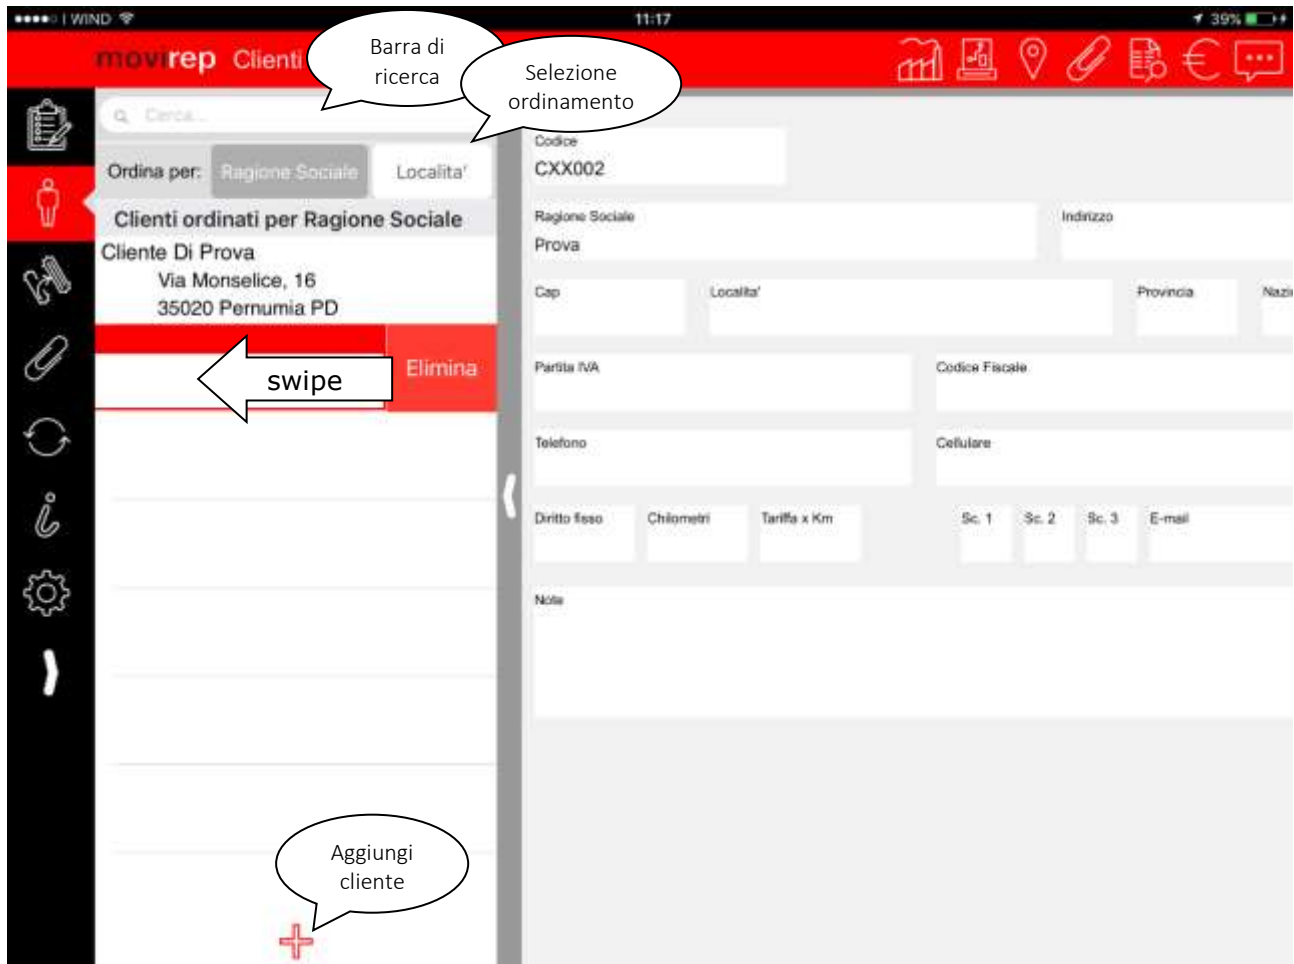 WIND
11:17
39%
movirep Clienti
Barra di
ricerca
Selezione
ordinamento
Cerca...
Ordina per: Ragione Sociale Localita'
Clienti ordinati per Ragione Sociale
Cliente Di Prova
Via Monselice, 16
35020 Pernumia PD
swipe
Elimina
Aggiungi
cliente
Codice
CXX002
Ragione Sociale
Indirizzo
Prova
Cap
Localita'
Provincia
Nazi
Partita IVA
Codice Fiscale
Telefono
Cellulare
Diritto fisso
Chilometri
Tariffa x Km
Sc. 1
Sc. 2
Sc. 3
E-mail
Note